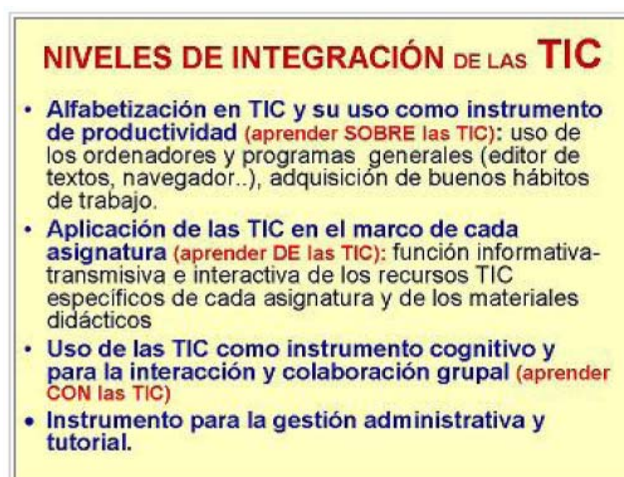 NIVELES DE INTEGRACIÓN DE LAS TIC
• Alfabetización en TIC y su uso como instrumento
de productividad (aprender SOBRE las TIC): uso de
los ordenadores y programas generales (editor de
textos, navegador..), adquisición de buenos hábitos
de trabajo.
• Aplicación de las TIC en el marco de cada
asignatura (aprender DE las TIC): función informativa-
transmisiva e interactiva de los recursos TIC
específicos de cada asignatura y de los materiales
didácticos
• Uso de las TIC como instrumento cognitivo y
para la interacción y colaboración grupal (aprender
CON las TIC)
• Instrumento para la gestión administrativa y
tutorial.